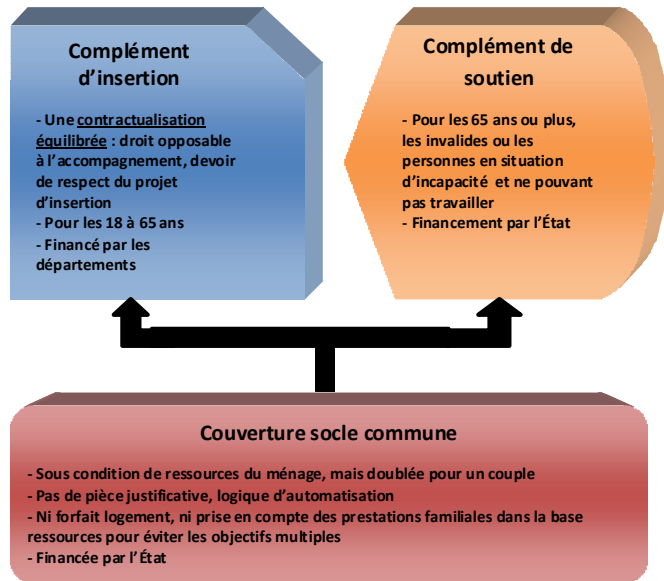 Complément
d'insertion
- Une contractualisation
équilibrée : droit opposable
à l'accompagnement, devoir
de respect du projet
d'insertion
- Pour les 18 à 65 ans
- Financé par les
départements
Complément de
soutien
- Pour les 65 ans ou plus,
les invalides ou les
personnes en situation
d'incapacité et ne pouvant
pas travailler
- Financement par l'État
Couverture socle commune
- Sous condition de ressources du ménage, mais doublée pour un couple
- Pas de pièce justificative, logique d'automatisation
- Ni forfait logement, ni prise en compte des prestations familiales dans la base
ressources pour éviter les objectifs multiples
- Financée par l'État